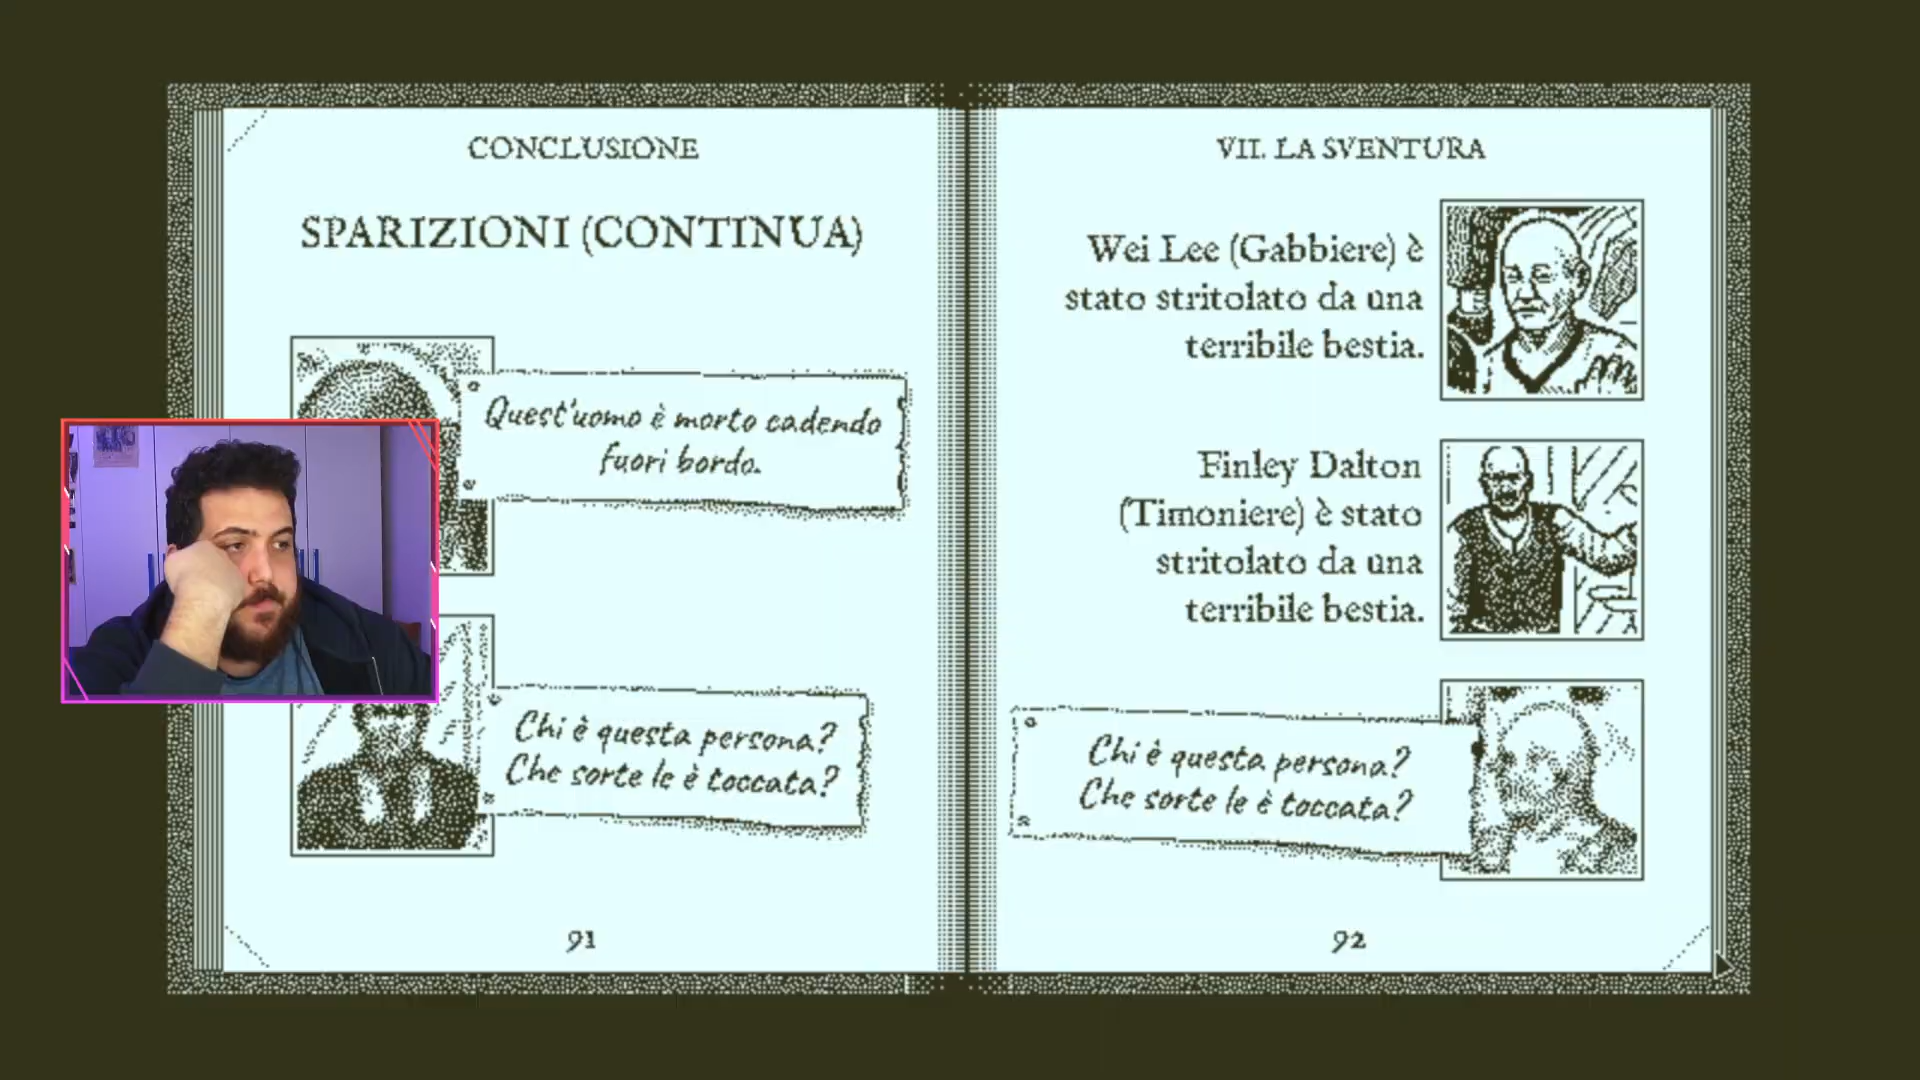 CONCLUSIONE
SPARIZIONI (CONTINUA)
Quest'uomo è morto cadendo
fuori bordo.
Chi è questa persona?
Che sorte le è toccata?
91
VII. LA SVENTURA
Wei Lee (Gabbiere) è
stato stritolato da una
terribile bestia.
Finley Dalton
(Timoniere) è stato
stritolato da una
terribile bestia.
Chi è questa persona?
Che sorte le è toccata?
92